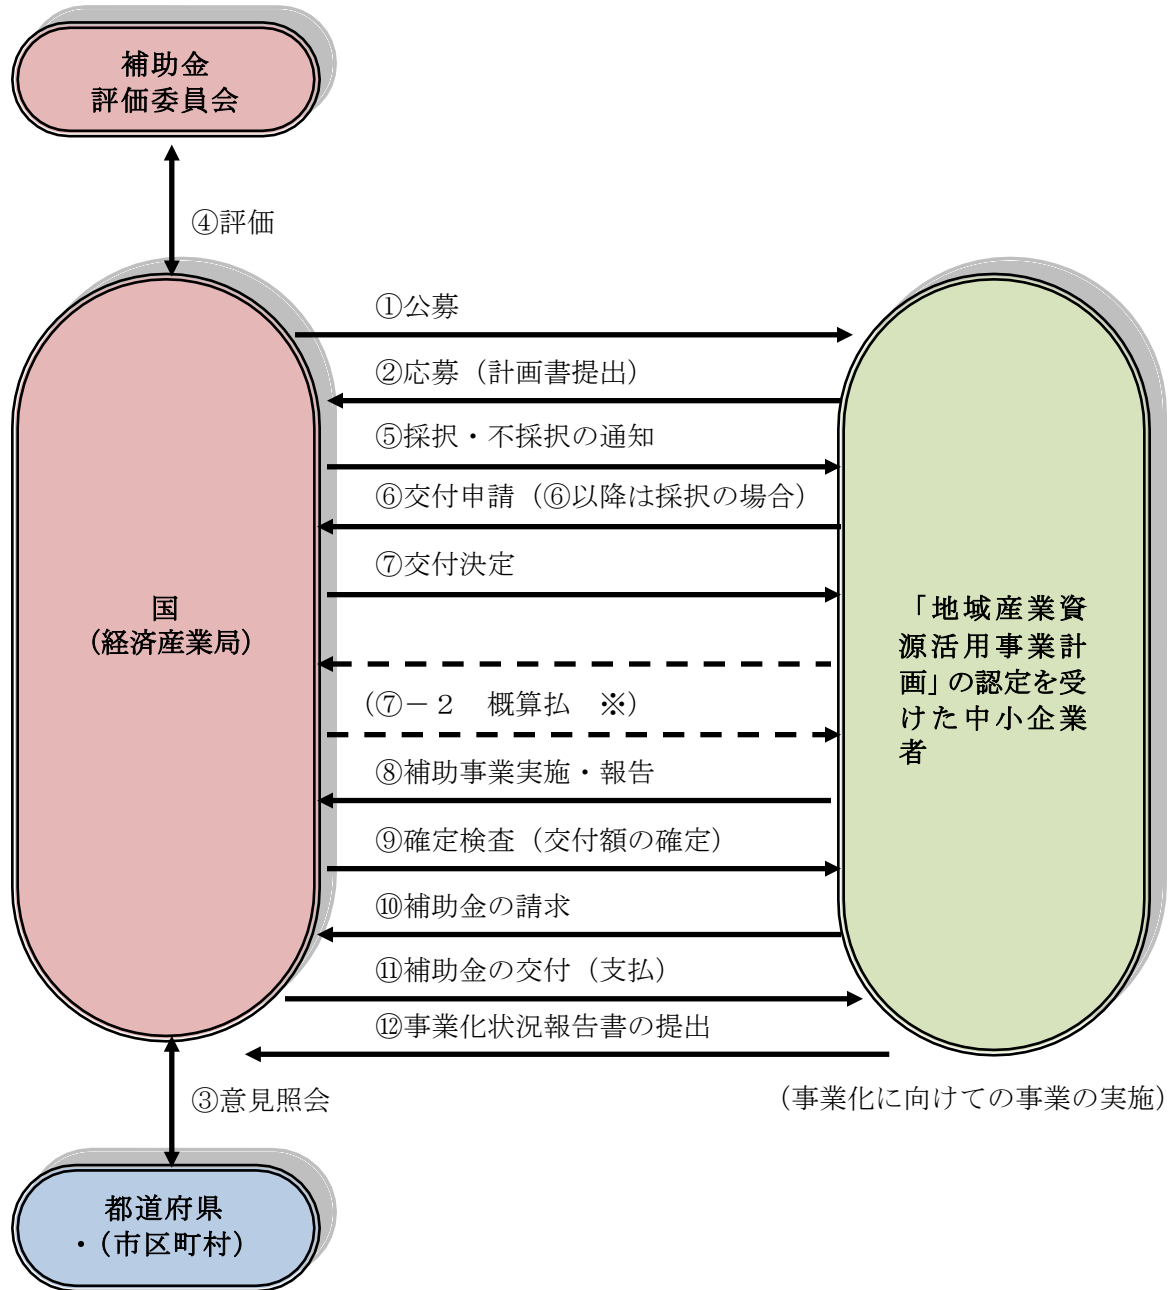 補助金
評価委員会
④評価
①公募
②応募（計画書提出）
⑤採択・不採択の通知
⑥交付申請（⑥以降は採択の場合）
⑦交付決定
国
（経済産業局）
「地域産業資
源活用事業計
画」の認定を受
けた中小企業
者
（⑦－２　概算払　※）
⑧補助事業実施・報告
⑨確定検査（交付額の確定）
⑩補助金の請求
⑪補助金の交付（支払）
⑫事業化状況報告書の提出
③意見照会
（事業化に向けての事業の実施）
都道府県
・（市区町村）